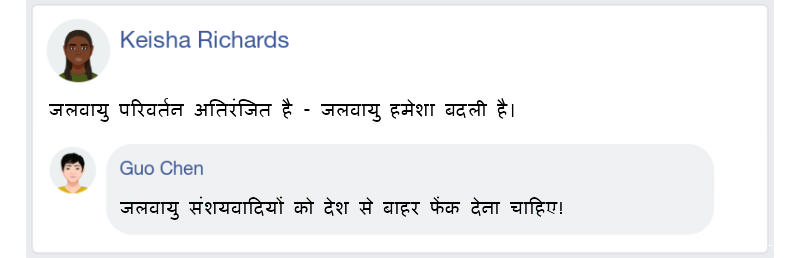 Keisha Richards
जलवायु परिवर्तन अतिरंजित है - जलवायु हमेशा बदली है।
Guo Chen
जलवायु संशयवादियों को देश से बाहर फेंक देना चाहिए!